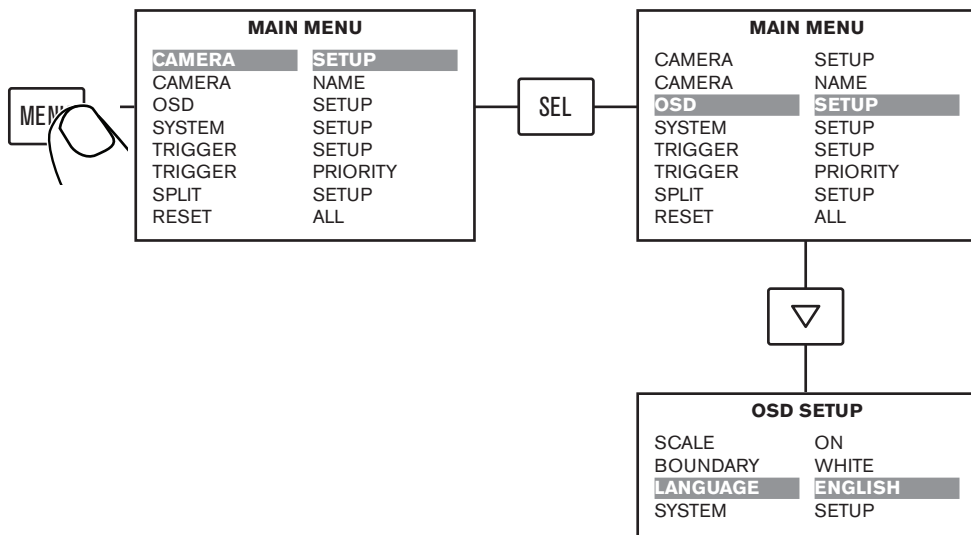 MENU
MAIN MENU
CAMERA SETUP
CAMERA NAME
OSD SETUP
SYSTEM SETUP
TRIGGER SETUP
TRIGGER PRIORITY
SPLIT SETUP
RESET ALL
SEL
MAIN MENU
CAMERA SETUP
CAMERA NAME
OSD SETUP
SYSTEM SETUP
TRIGGER SETUP
TRIGGER PRIORITY
SPLIT SETUP
RESET ALL
OSD SETUP
SCALE ON
BOUNDARY WHITE
LANGUAGE ENGLISH
SYSTEM SETUP